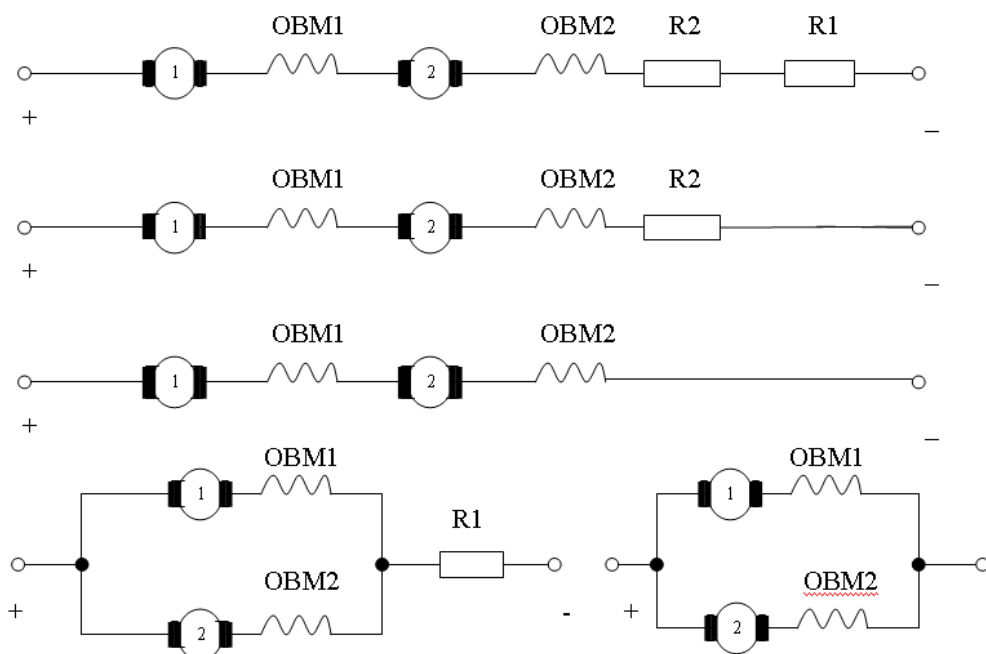 OBM1 OBM2 R2 R1
1 2
+ –
OBM1 OBM2 R2
1 2
+ –
OBM1 OBM2
1 2
+ –
OBM1 OBM1
1 R1 1
OBM2 OBM2
+ - +
2 2